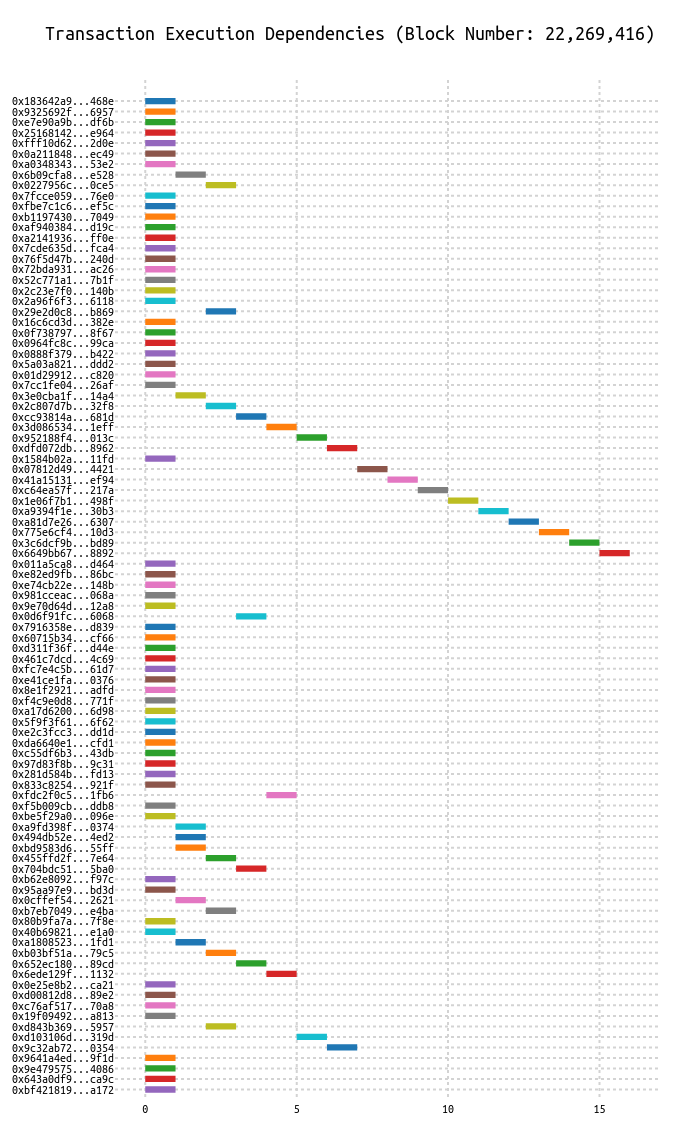 Transaction Execution Dependencies (Block Number: 22,269,416)
0x183642a9...468e
0x9325692f...6957
0xe7e90a9b...df6b
0x25168142...e964
0xfff10d62...2d0e
0x0a211848...ec49
0xa0348343...53e2
0x6b09cfa8...e528
0x0227956c...0ce5
0x7fcce059...76e0
0xfbe7c1c6...ef5c
0xb1197430...7049
0xaf940384...d19c
0xa2141936...ff0e
0x7cde635d...fca4
0x76f5d47b...240d
0x72bda931...ac26
0x52c771a1...7b1f
0x2c23e7f0...140b
0x2a96f6f3...6118
0x29e2d0c8...b869
0x16c6cd3d...382e
0x0f738797...8f67
0x0964fc8c...99ca
0x0888f379...b422
0x5a03a821...ddd2
0x01d29912...c820
0x7cc1fe04...26af
0x3e0cba1f...14a4
0x2c807d7b...32f8
0xcc93814a...681d
0x3d086534...1eff
0x952188f4...013c
0xdfd072db...8962
0x1584b02a...11fd
0x07812d49...4421
0x41a15131...ef94
0xc64ea57f...217a
0x1e06f7b1...498f
0xa9394f1e...30b3
0xa81d7e26...6307
0x775e6cf4...10d3
0x3c6dcf9b...bd89
0x6649bb67...8892
0x011a5ca8...d464
0xe82ed9fb...86bc
0xe74cb22e...148b
0x981cceac...068a
0x9e70d64d...12a8
0x0d6f91fc...6068
0x7916358e...d839
0x60715b34...cf66
0xd311f36f...d44e
0x461c7dcd...4c69
0xfc7e4c5b...61d7
0xe41ce1fa...0376
0x8e1f2921...adfd
0xf4c9e0d8...771f
0xa17d6200...6d98
0x5f9f3f61...6f62
0xe2c3fcc3...dd1d
0xda6640e1...cfd1
0xc55df6b3...43db
0x97d83f8b...9c31
0x281d584b...fd13
0x833c8254...921f
0xfdc2f0c5...1fb6
0xf5b009cb...ddb8
0xbe5f29a0...096e
0xa9fd398f...0374
0x494db52e...4ed2
0xbd9583d6...55ff
0x455ffd2f...7e64
0x704bdc51...5ba0
0xb62e8092...f97c
0x95aa97e9...bd3d
0x0cffef54...2621
0xb7eb7049...e4ba
0x80b9fa7a...7f8e
0x40b69821...e1a0
0xa1808523...1fd1
0xb03bf51a...79c5
0x652ec180...89cd
0x6ede129f...1132
0x0e25e8b2...ca21
0xd00812d8...89e2
0xc76af517...70a8
0x19f09492...a813
0xd843b369...5957
0xd103106d...319d
0x9c32ab72...0354
0x9641a4ed...9f1d
0x9e479575...4086
0x643a0df9...ca9c
0xbf421819...a172
0 5 10 15